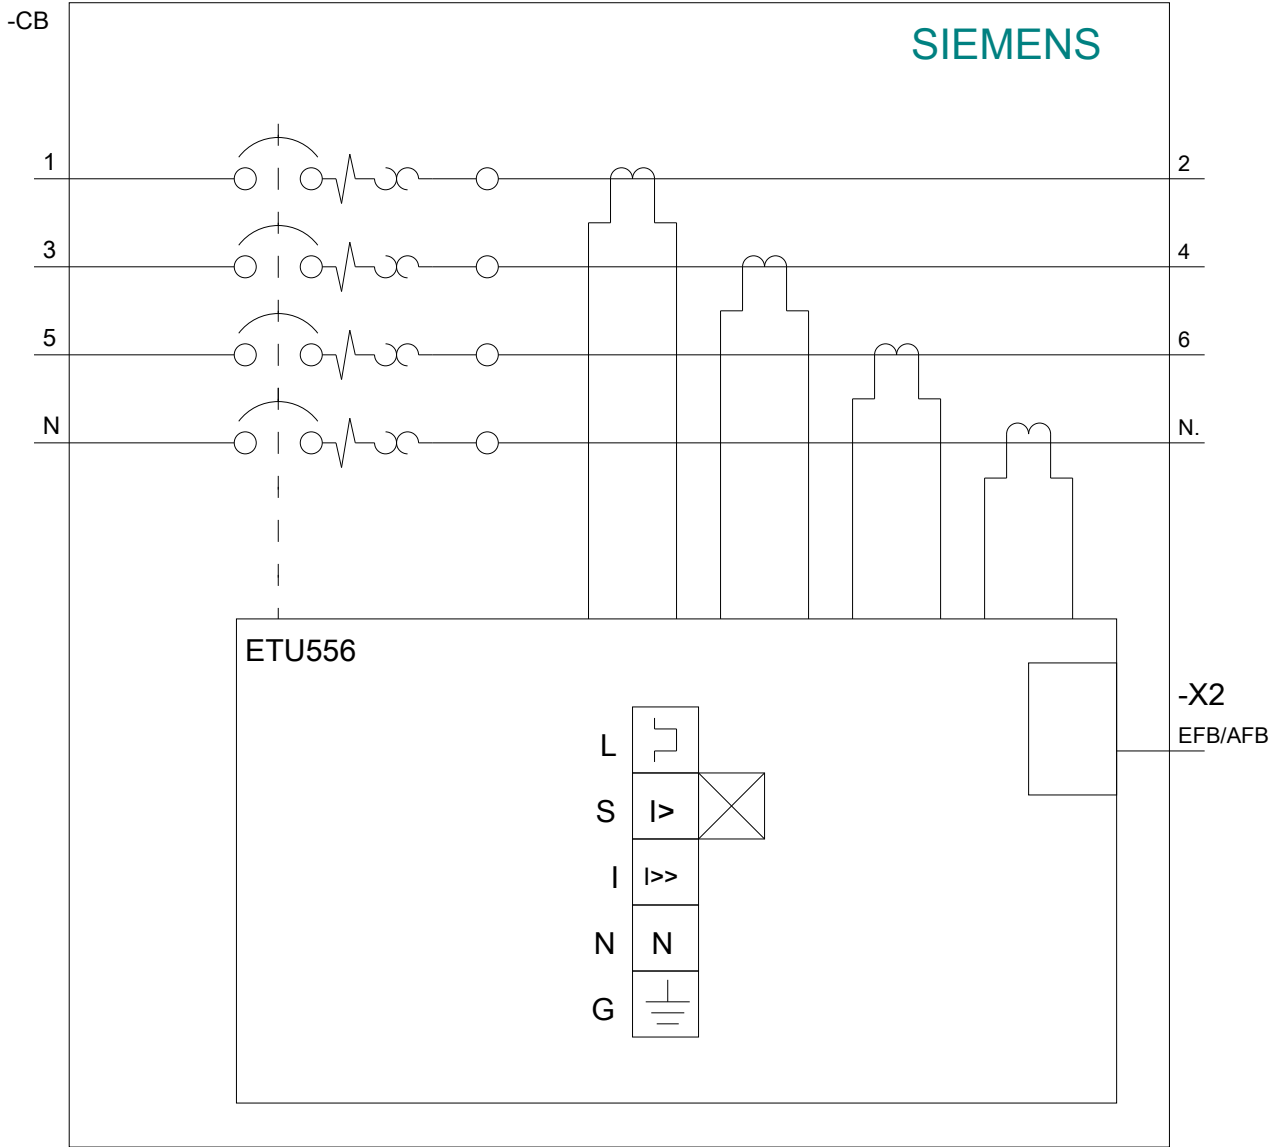 -CB
SIEMENS
1
2
3
4
5
6
N
N.
ETU556
-X2
EFB/AFB
L
S I>
I I>>
N N
G